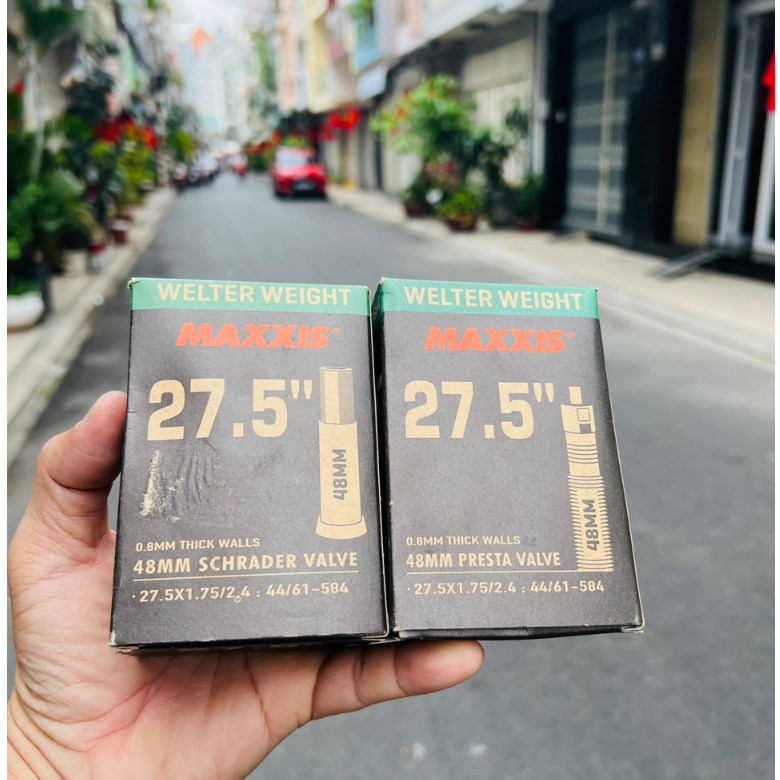 WELTER WEIGHT
MAXXIS®
27.5"
48MM
0.8MM THICK WALLS
48MM SCHRADER VALVE
· 27.5X1.75/2.4 : 44/61-584
WELTER WEIGHT
MAXXIS®
27.5"
48MM
0.8MM THICK WALLS
48MM PRESTA VALVE
· 27.5X1.75/2.4 : 44/61-584